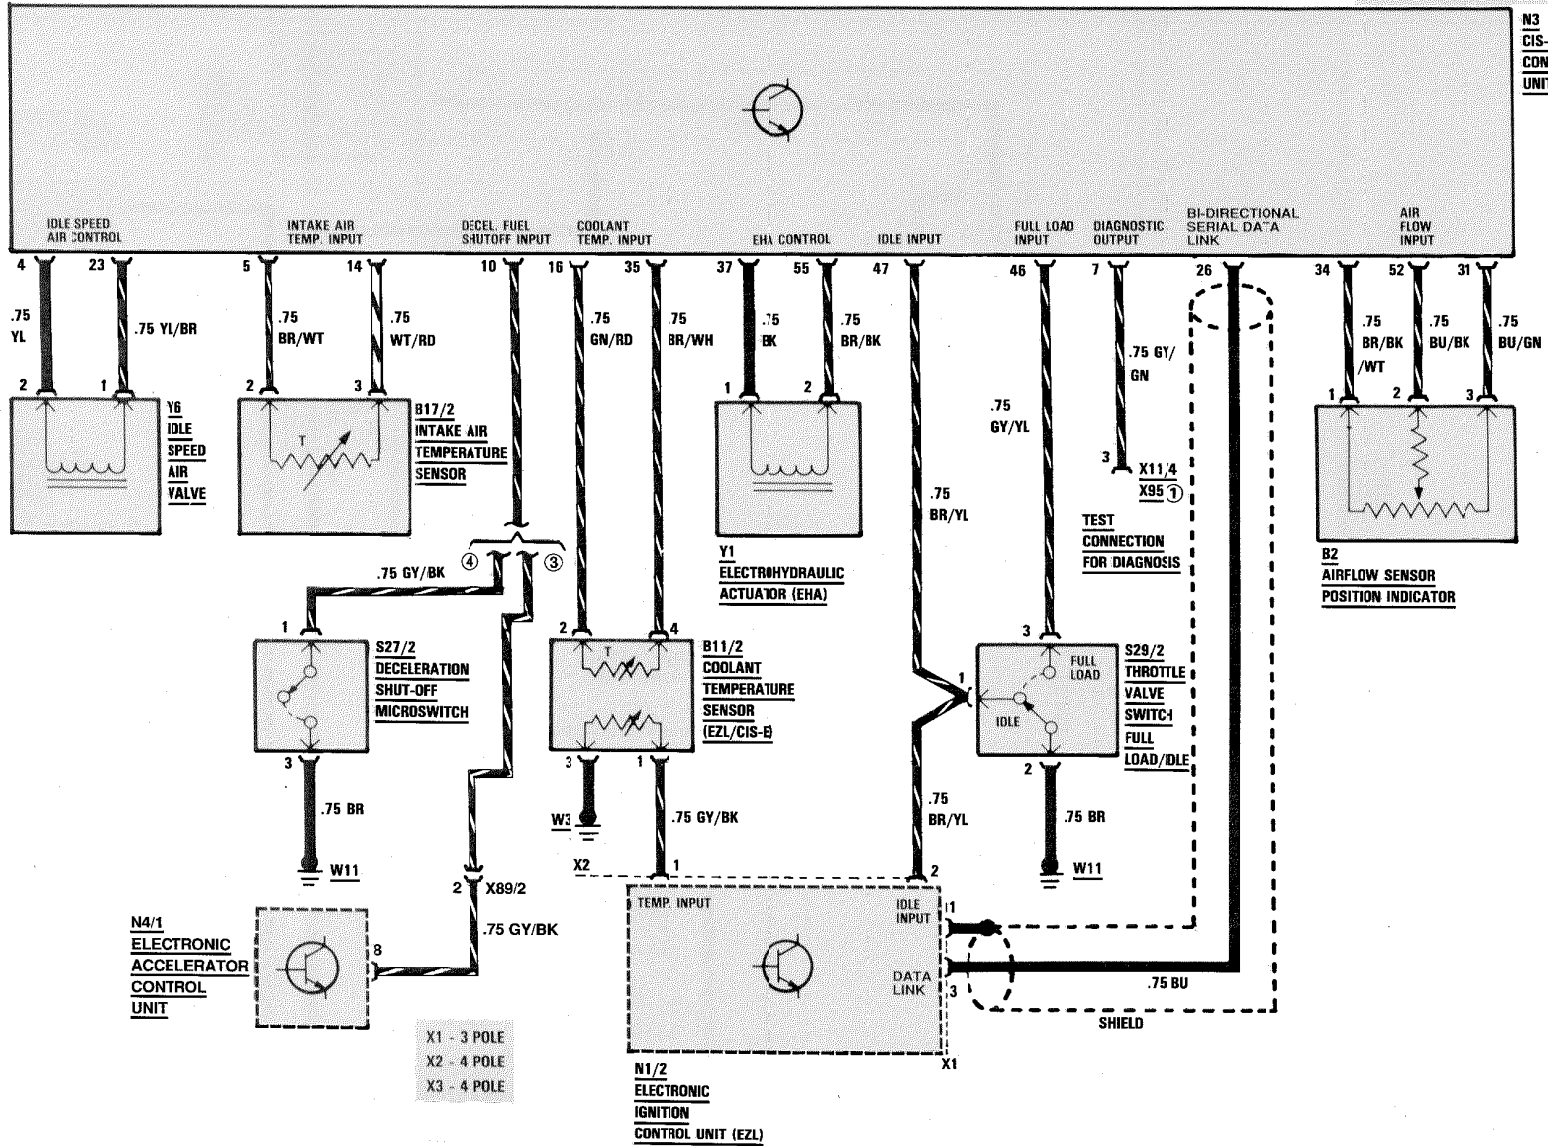 N3
CIS-
CON
UNIT
IDLE SPEED
AIR CONTROL
INTAKE AIR
TEMP. INPUT
DECEL. FUEL
SHUTOFF INPUT
COOLANT
TEMP. INPUT
EHA CONTROL
IDLE INPUT
FULL LOAD
INPUT
DIAGNOSTIC
OUTPUT
BI-DIRECTIONAL
SERIAL DATA
LINK
AIR
FLOW
INPUT
4 23 5 14 10 16 35 37 55 47 46 7 26 34 52 31
.75
YL
.75 YL/BR
.75
BR/WT
.75
WT/RD
.75
GN/RD
.75
BR/WH
.75
BK
.75
BR/BK
.75 GY/
GN
.75
BR/BK
/WT
.75
BU/BK
.75
BU/GN
2 1
2 3
1 2
1 2 3
Y6
IDLE
SPEED
AIR
VALVE
T
B17/2
INTAKE AIR
TEMPERATURE
SENSOR
.75
GY/YL
3
X11/4
X95 1
TEST
CONNECTION
FOR DIAGNOSIS
.75
BR/YL
Y1
ELECTROHYDRAULIC
ACTUATOR (EHA)
B2
AIRFLOW SENSOR
POSITION INDICATOR
4 3
.75 GY/BK
1
S27/2
DECELERATION
SHUT-OFF
MICROSWITCH
3
.75 BR
W11
2 4
T
B11/2
COOLANT
TEMPERATURE
SENSOR
(EZL/CIS-E)
3 1
W3
.75 GY/BK
3
1
FULL
LOAD
IDLE
2
S29/2
THROTTLE
VALVE
SWITCH
FULL
LOAD/IDLE
.75
BR/YL
.75 BR
W11
X2
1
2
2 X89/2
.75 GY/BK
N4/1
ELECTRONIC
ACCELERATOR
CONTROL
UNIT
8
TEMP. INPUT
IDLE
INPUT
1
DATA
LINK
3
.75 BU
SHIELD
X1
X1 - 3 POLE
X2 - 4 POLE
X3 - 4 POLE
N1/2
ELECTRONIC
IGNITION
CONTROL UNIT (EZL)